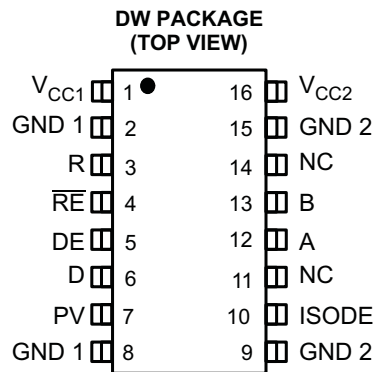 DW PACKAGE
(TOP VIEW)
VCC1 1 16 VCC2
GND 1 2 15 GND 2
R 3 14 NC
R̅E̅ 4 13 B
DE 5 12 A
D 6 11 NC
PV 7 10 ISODE
GND 1 8 9 GND 2